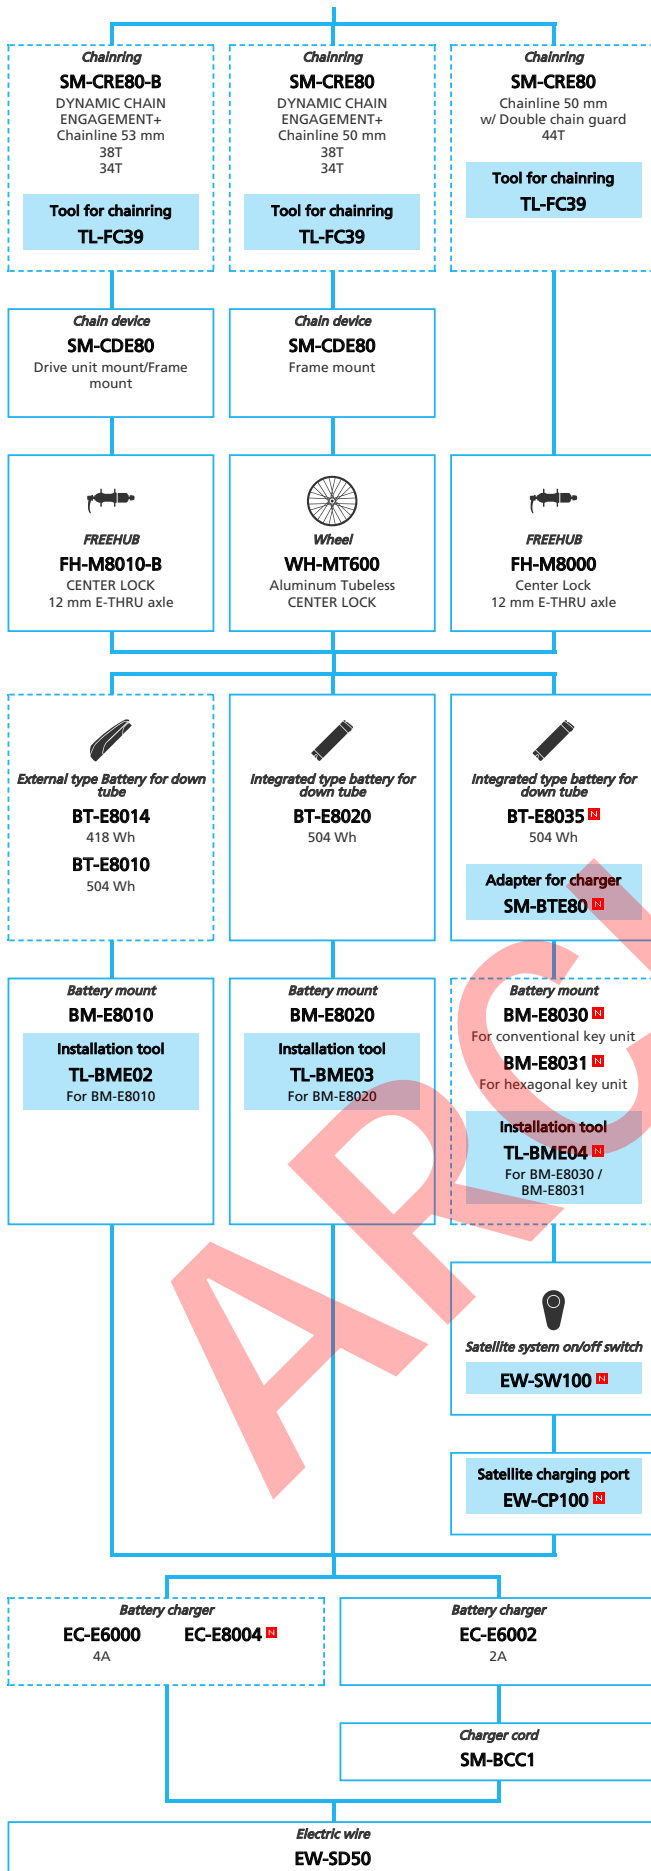 Chainring
SM-CRE80-B
DYNAMIC CHAIN
ENGAGEMENT+
Chainline 53 mm
38T
34T
Tool for chainring
TL-FC39
Chainring
SM-CRE80
DYNAMIC CHAIN
ENGAGEMENT+
Chainline 50 mm
38T
34T
Tool for chainring
TL-FC39
Chainring
SM-CRE80
Chainline 50 mm
w/ Double chain guard
44T
Tool for chainring
TL-FC39
Chain device
SM-CDE80
Drive unit mount/Frame
mount
Chain device
SM-CDE80
Frame mount
FREEHUB
FH-M8010-B
CENTER LOCK
12 mm E-THRU axle
Wheel
WH-MT600
Aluminum Tubeless
CENTER LOCK
FREEHUB
FH-M8000
Center Lock
12 mm E-THRU axle
External type Battery for down
tube
BT-E8014
418 Wh
BT-E8010
504 Wh
Integrated type battery for
down tube
BT-E8020
504 Wh
Integrated type battery for
down tube
BT-E8035 N
504 Wh
Adapter for charger
SM-BTE80 N
Battery mount
BM-E8010
Installation tool
TL-BME02
For BM-E8010
Battery mount
BM-E8020
Installation tool
TL-BME03
For BM-E8020
Battery mount
BM-E8030 N
For conventional key unit
BM-E8031 N
For hexagonal key unit
Installation tool
TL-BME04 N
For BM-E8030 /
BM-E8031
Satellite system on/off switch
EW-SW100 N
Satellite charging port
EW-CP100 N
Battery charger
EC-E6000 EC-E8004 N
4A
Battery charger
EC-E6002
2A
Charger cord
SM-BCC1
Electric wire
EW-SD50
ARCI